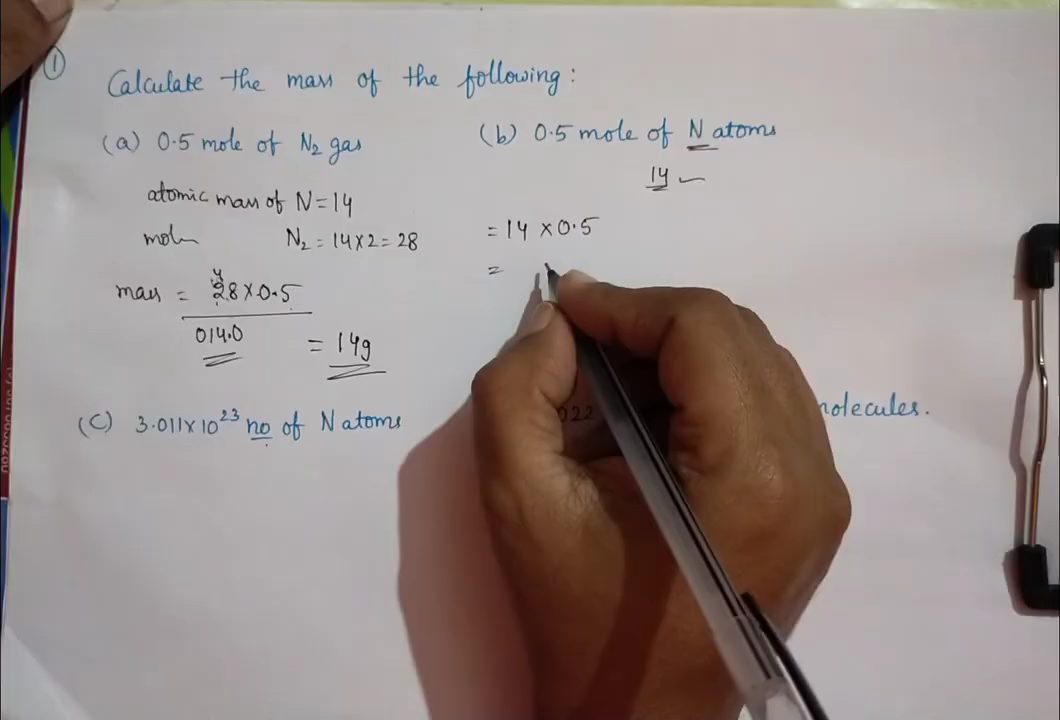 ①
Calculate the mass of the following:
(a) 0.5 mole of N₂ gas
atomic mass of N = 14
N₂ = 14 x 2 = 28
mass = 28 x 0.5
014.0
= 14g
(b) 0.5 mole of N atoms
14
= 14 x 0.5
=
(C) 3.011x10²³ no of N atoms
022
molecules.